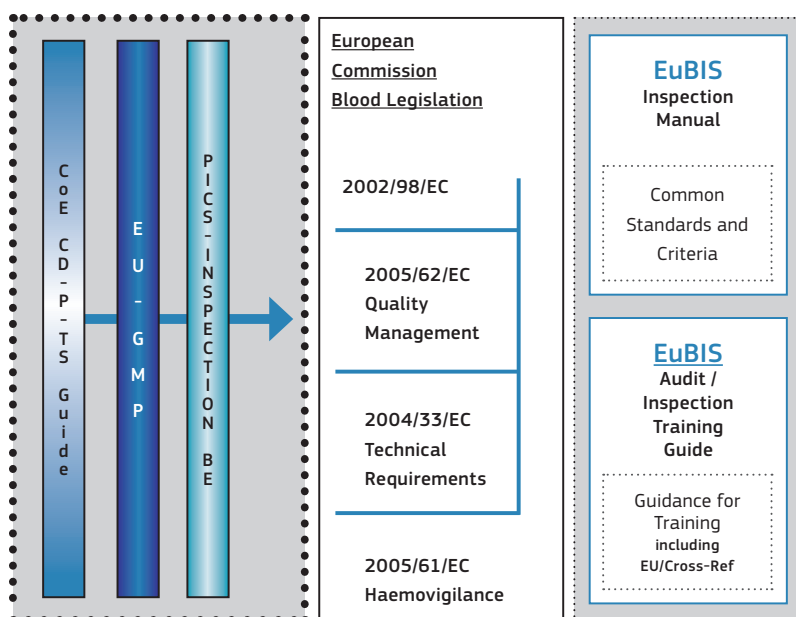 CoE CD-P-TS Guide
EU-GMP
PICS-INSPECTION BE
European
Commission
Blood Legislation
2002/98/EC
2005/62/EC
Quality
Management
2004/33/EC
Technical
Requirements
2005/61/EC
Haemovigilance
EuBIS
Inspection
Manual
Common
Standards and
Criteria
EuBIS
Audit /
Inspection
Training
Guide
Guidance for
Training
including
EU/Cross-Ref